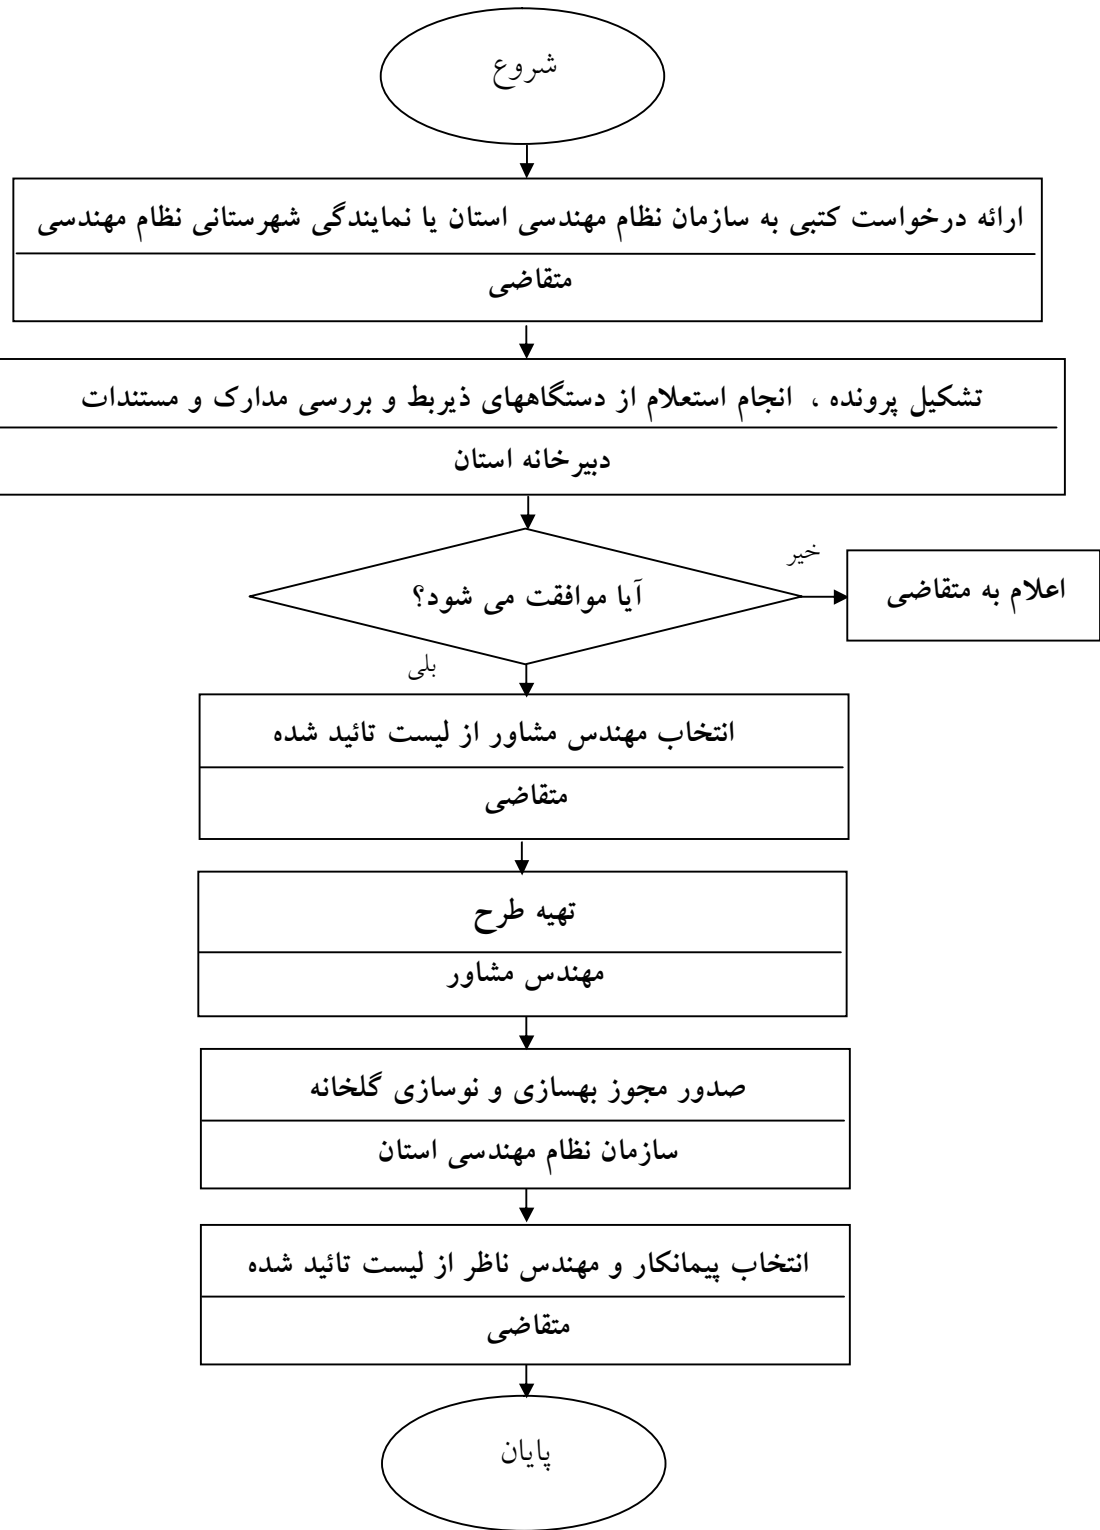 شروع
ارائه درخواست کتبی به سازمان نظام مهندسی استان یا نمایندگی شهرستانی نظام مهندسی
متقاضی
تشکیل پرونده ، انجام استعلام از دستگاههای ذیربط و بررسی مدارک و مستندات
دبیرخانه استان
خیر
آیا موافقت می شود؟
اعلام به متقاضی
بلی
انتخاب مهندس مشاور از لیست تائید شده
متقاضی
تهیه طرح
مهندس مشاور
صدور مجوز بهسازی و نوسازی گلخانه
سازمان نظام مهندسی استان
انتخاب پیمانکار و مهندس ناظر از لیست تائید شده
متقاضی
پایان